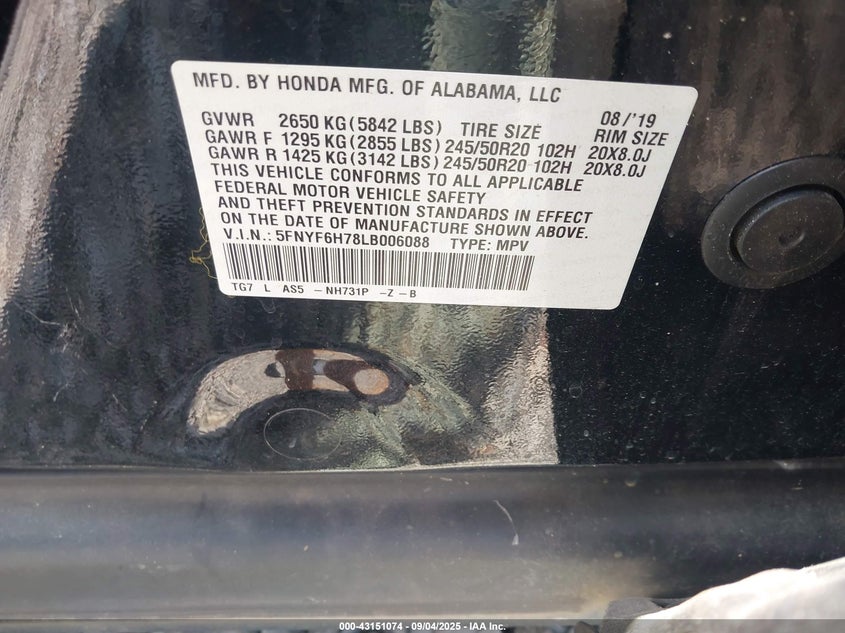 MFD. BY HONDA MFG. OF ALABAMA, LLC
GVWR 2650 KG(5842 LBS) TIRE SIZE 08/'19 RIM SIZE
GAWR F 1295 KG(2855 LBS) 245/50R20 102H 20X8.0J
GAWR R 1425 KG(3142 LBS) 245/50R20 102H 20X8.0J
THIS VEHICLE CONFORMS TO ALL APPLICABLE
FEDERAL MOTOR VEHICLE SAFETY
AND THEFT PREVENTION STANDARDS IN EFFECT
ON THE DATE OF MANUFACTURE SHOWN ABOVE.
V.I.N.: 5FNYF6H78LB006088 TYPE: MPV
TG7 L AS5 -NH731P -Z-B
000-43151074 - 09/04/2025 - IAA Inc.